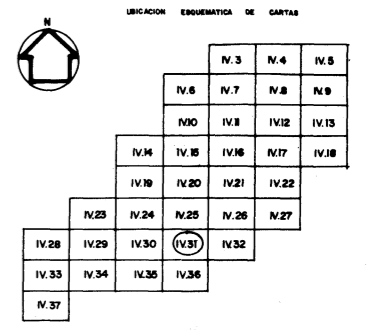 UBICACION ESQUEMATICA DE CARTAS
N
IV.3 IV.4 IV.5
IV.6 IV.7 IV.8 IV.9
IV.10 IV.11 IV.12 IV.13
IV.14 IV.15 IV.16 IV.17 IV.18
IV.19 IV.20 IV.21 IV.22
IV.23 IV.24 IV.25 IV.26 IV.27
IV.28 IV.29 IV.30 IV.31 IV.32
IV.33 IV.34 IV.35 IV.36
IV.37